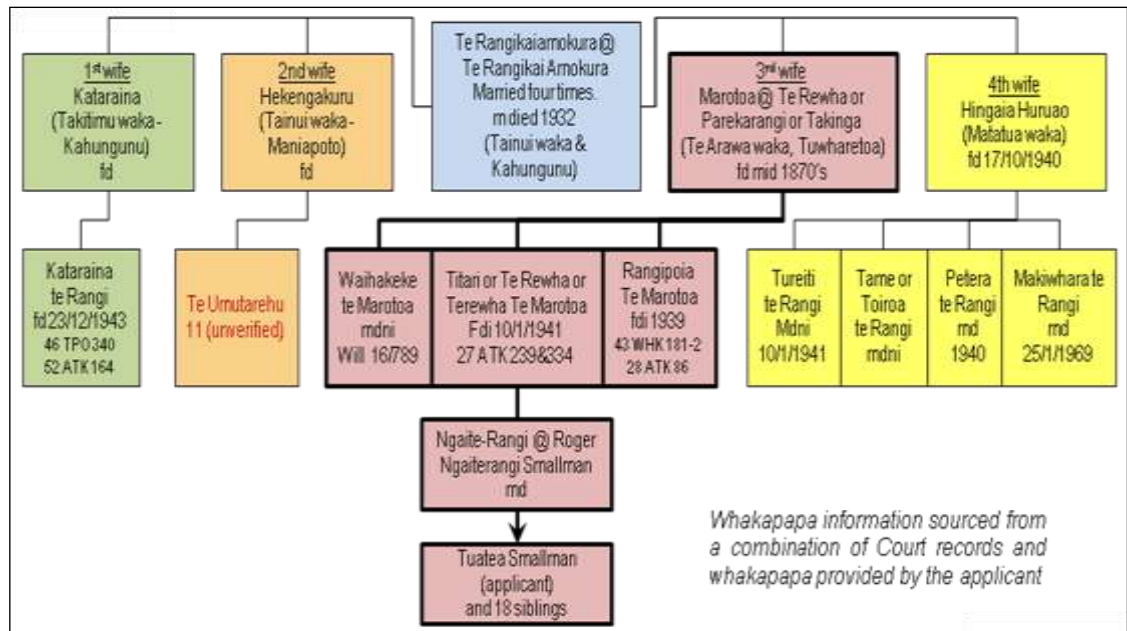 1st wife
Kataraina
(Takitimu waka-
Kahungunu)
fd
2nd wife
Hekengakuru
(Tainui waka-
Maniapoto)
fd
Te Rangikaiamokura @
Te Rangikai Amokura
Married four times.
m died 1932
(Tainui waka &
Kahungunu)
3rd wife
Marotoa @ Te Rewha or
Parekarangi or Takinga
(Te Arawa waka, Tuwharetoa)
fd mid 1870's
4th wife
Hingaia Huruao
(Matatua waka)
fd 17/10/1940
Kataraina
te Rangi
fd 23/12/1943
46 TPO 340
52 ATK 164
Te Umutarehu
11 (unverified)
Waihakeke
te Marotoa
mdni
Will 16/789
Titari or Te Rewha or
Terewha Te Marotoa
Fdi 10/1/1941
27 ATK 239&334
Rangipoia
Te Marotoa
fdi 1939
43 WHK 181-2
28 ATK 86
Tureiti
te Rangi
Mdni
10/1/1941
Tame or
Toiroa
te Rangi
mdni
Petera
te Rangi
md
1940
Makiwhara te
Rangi
md
25/1/1969
Ngaite-Rangi @ Roger
Ngaiterangi Smallman
md
Tuatea Smallman
(applicant)
and 18 siblings
Whakapapa information sourced from
a combination of Court records and
whakapapa provided by the applicant